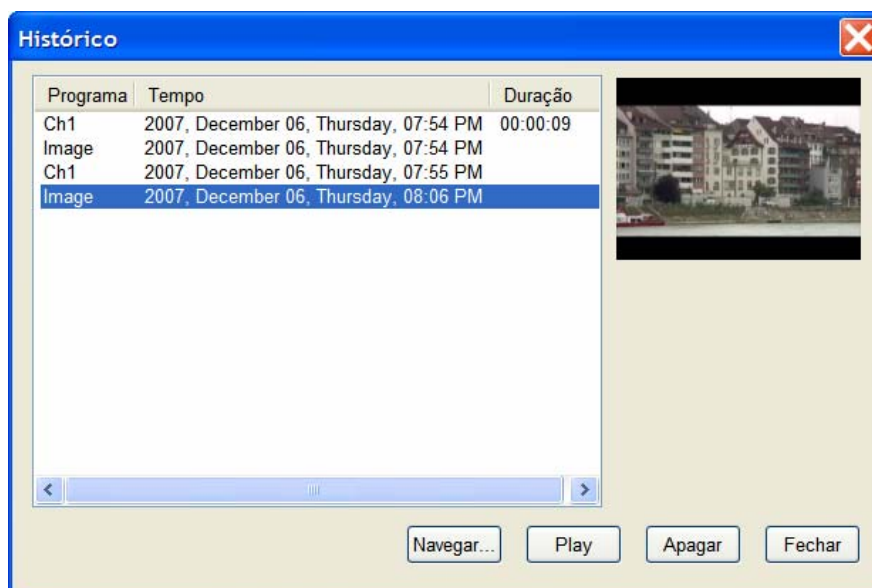 Histórico
Programa Tempo Duração
Ch1 2007, December 06, Thursday, 07:54 PM 00:00:09
Image 2007, December 06, Thursday, 07:54 PM
Ch1 2007, December 06, Thursday, 07:55 PM
Image 2007, December 06, Thursday, 08:06 PM
Navegar... Play Apagar Fechar